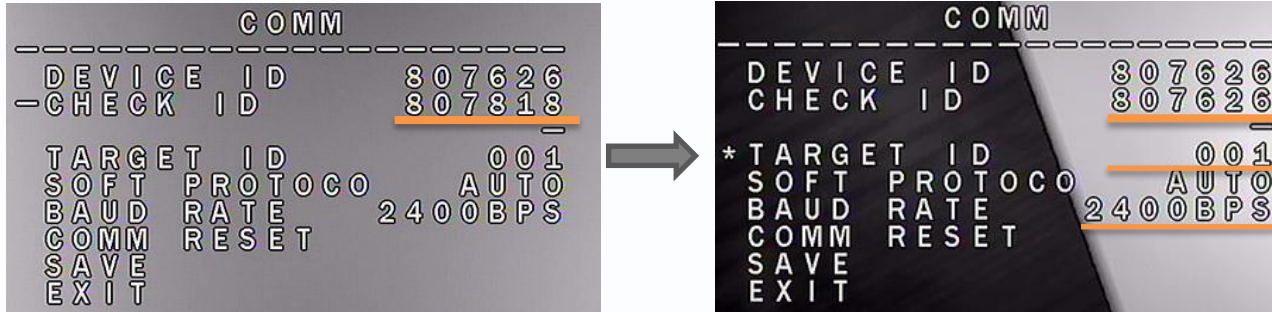 COMM
DEVICE ID 807626
-CHECK ID 807818
TARGET ID 001
SOFT PROTOCO AUTO
BAUD RATE 2400BPS
COMM RESET
SAVE
EXIT
COMM
DEVICE ID 807626
CHECK ID 807626
*TARGET ID 001
SOFT PROTOCO AUTO
BAUD RATE 2400BPS
COMM RESET
SAVE
EXIT